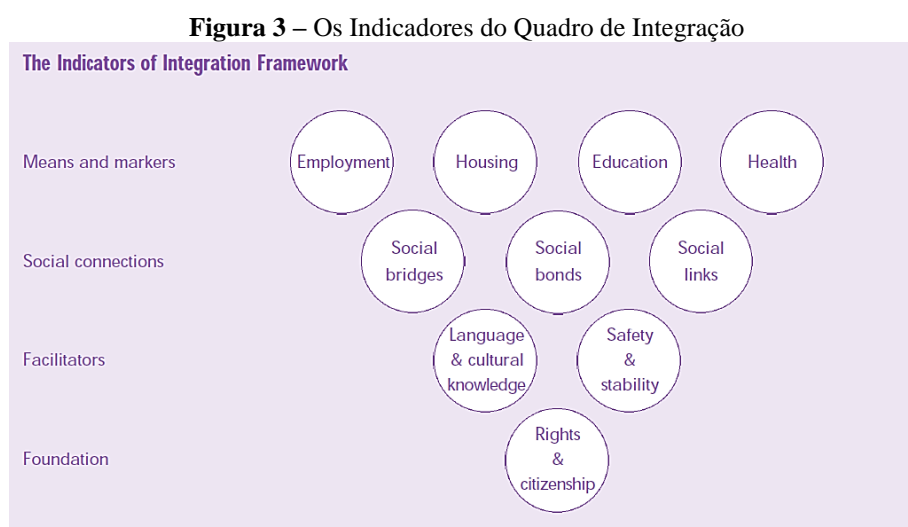 Figura 3 – Os Indicadores do Quadro de Integração
The Indicators of Integration Framework
Means and markers
Employment
Housing
Education
Health
Social connections
Social
bridges
Social
bonds
Social
links
Facilitators
Language
& cultural
knowledge
Safety
&
stability
Foundation
Rights
&
citizenship